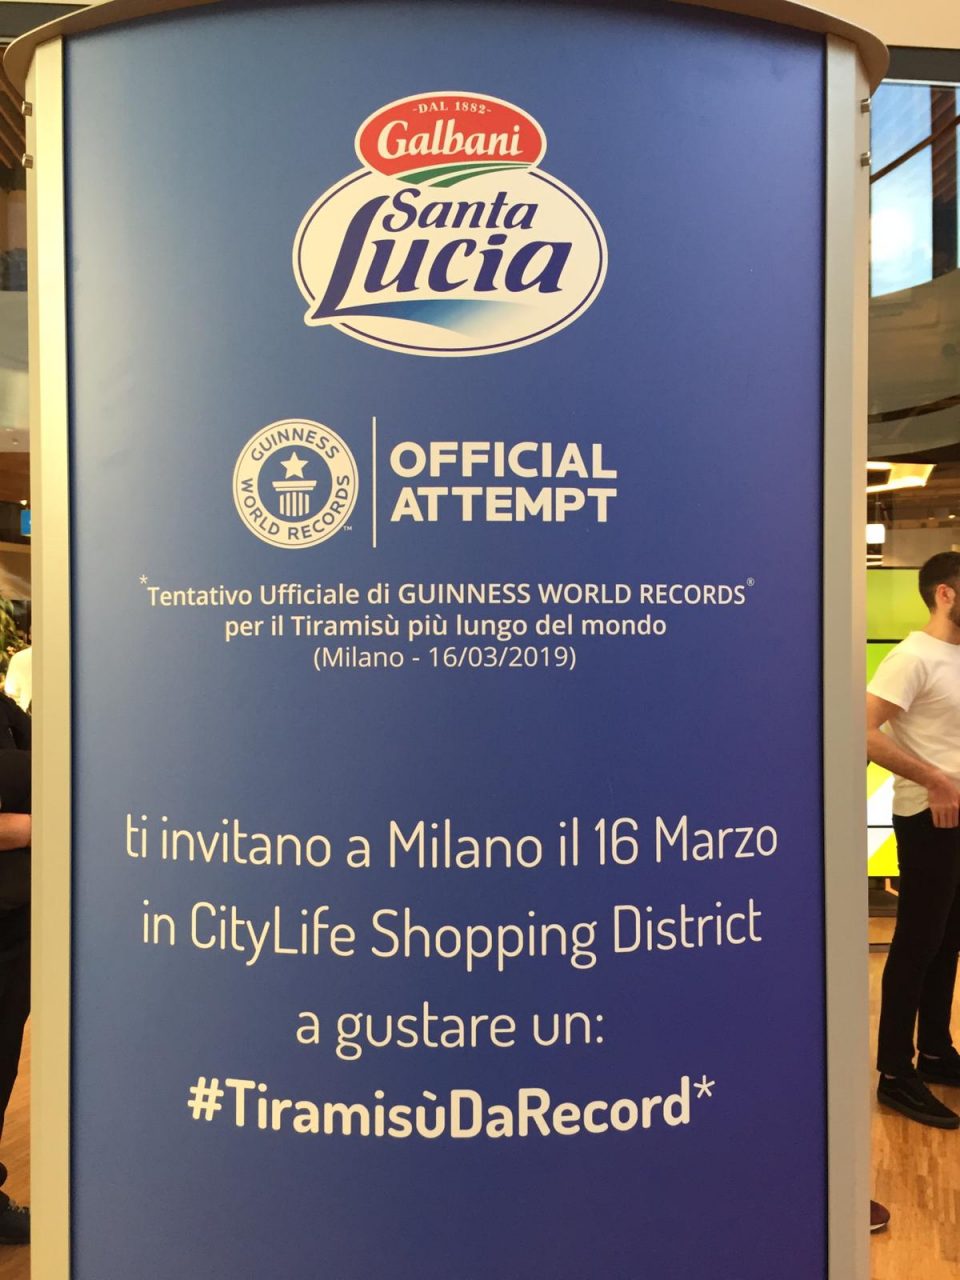 -DAL 1882-
Galbani
Santa
Lucia
GUINNESS
WORLD RECORDS
™
OFFICIAL
ATTEMPT
*Tentativo Ufficiale di GUINNESS WORLD RECORDS®
per il Tiramisù più lungo del mondo
(Milano - 16/03/2019)
ti invitano a Milano il 16 Marzo
in CityLife Shopping District
a gustare un:
#TiramisùDaRecord*